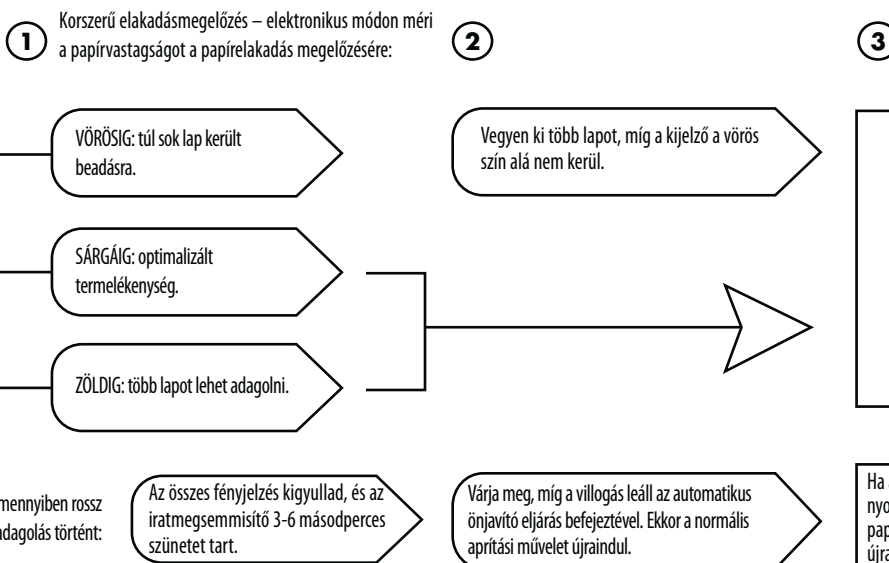 1
Korszerű elakadásmegelőzés – elektronikus módon méri
a papírvastagságot a papírelakadás megelőzésére:
2
3
VÖRÖSIG: túl sok lap került
beadásra.
Vegyen ki több lapot, míg a kijelző a vörös
szín alá nem kerül.
SÁRGÁIG: optimalizált
termelékenység.
ZÖLDIG: több lapot lehet adagolni.
mennyiben rossz
adagolás történt:
Az összes fényjelzés kigyullad, és az
iratmegsemmisítő 3-6 másodperces
szünetet tart.
Várja meg, míg a villogás leáll az automatikus
önjavító eljárás befejeztével. Ekkor a normális
aprítási művelet újraindul.
Ha
nyo
pap
újra